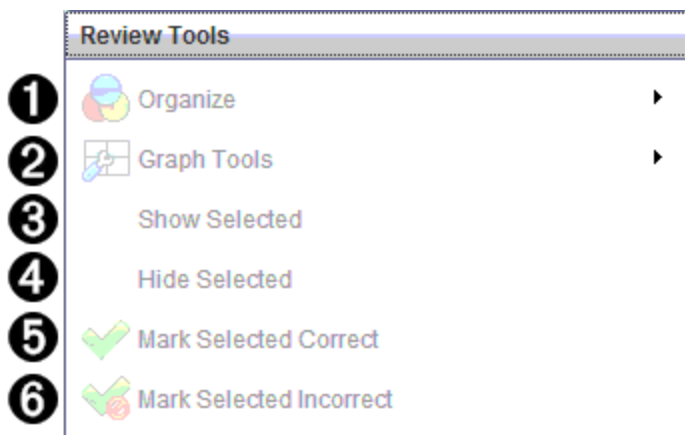 Review Tools
1 Organize
2 Graph Tools
3 Show Selected
4 Hide Selected
5 Mark Selected Correct
6 Mark Selected Incorrect